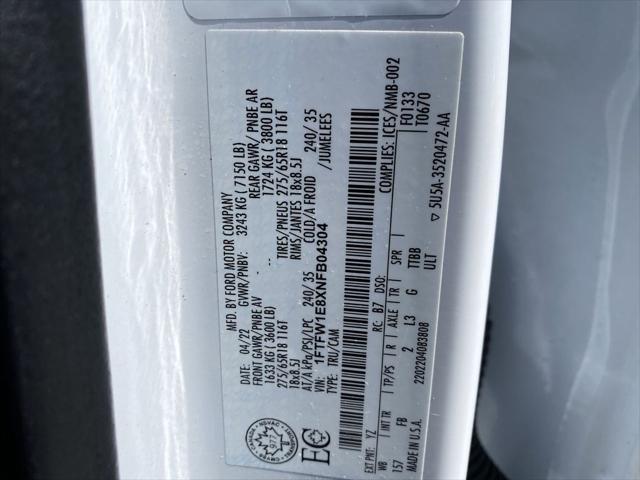 MFD. BY FORD MOTOR COMPANY
DATE: 04/22 GVWR/PNBV: 3243 KG ( 7150 LB)
FRONT GAWR/PNBE AV REAR GAWR/ PNBE AR
1633 KG ( 3600 LB) 1724 KG ( 3800 LB)
275/65R18 116T TIRES/PNEUS 275/65R18 116T
18x8.5J RIMS/JANTES 18x8.5J
AT/A kPa/PSI/LPC 240/ 35 COLD/A FROID 240/ 35
VIN: 1FTFW1E8XNFB04304 /JUMELEES
TYPE: TRU/CAM
EC
COMPLIES: ICES/NMB-002
EXT PNT: YZ RC: B7 DSO: F0133
WB INT TR TP/PS R AXLE TR SPR T0670
157 FB 2 L3 G TTBB
MADE IN U.S.A. ULT
2202204083808 ▽ 5U5A-3520472-AA